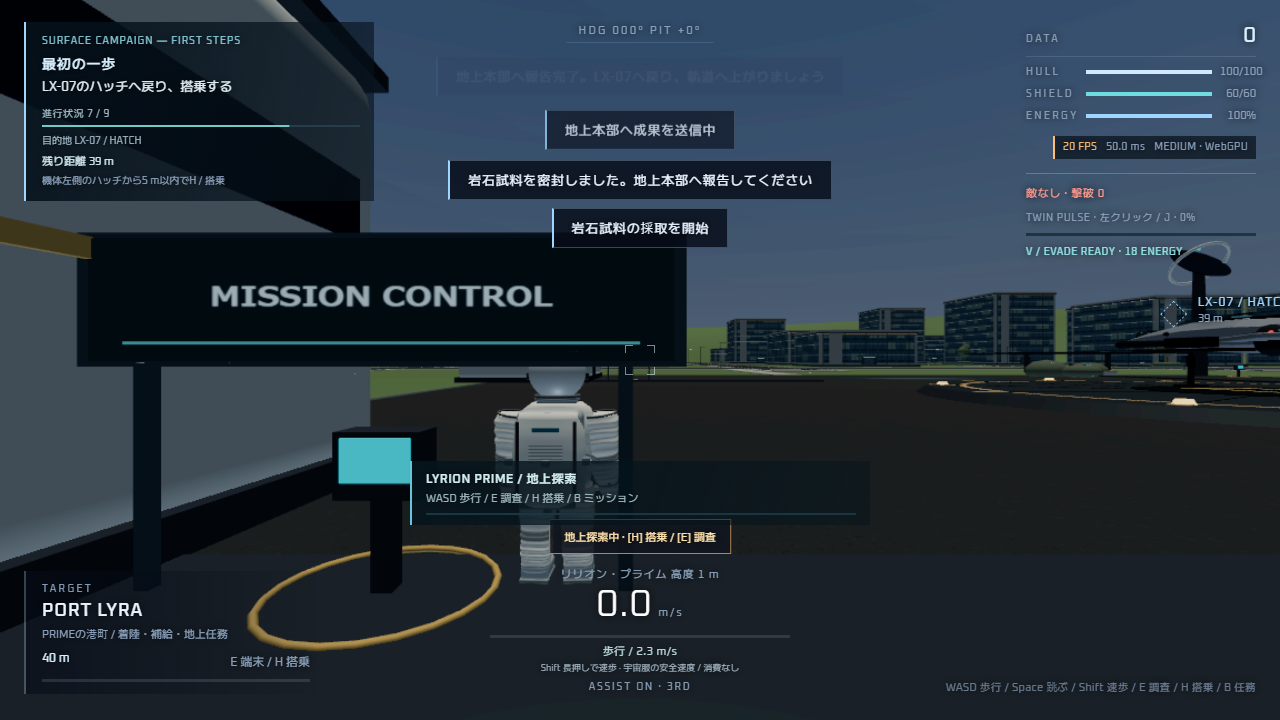 SURFACE CAMPAIGN — FIRST STEPS
最初の一歩
LX-07のハッチへ戻り、搭乗する
進行状況 7 / 9
目的地 LX-07 / HATCH
残り距離 39 m
機体左側のハッチから5 m以内でH / 搭乗
HDG 000° PIT +0°
地上本部へ報告完了。LX-07へ戻り、軌道へ上がりましょう
地上本部へ成果を送信中
岩石試料を密封しました。地上本部へ報告してください
岩石試料の採取を開始
DATA 0
HULL 100/100
SHIELD 60/60
ENERGY 100%
20 FPS 50.0 ms MEDIUM · WebGPU
敵なし · 撃破 0
TWIN PULSE · 左クリック / J · 0%
V / EVADE READY · 18 ENERGY
LX-07 / HATC
39 m
MISSION CONTROL
LYRION PRIME / 地上探索
WASD 歩行 / E 調査 / H 搭乗 / B ミッション
地上探索中 · [H] 搭乗 / [E] 調査
リリオン・プライム 高度 1 m
0.0 m/s
歩行 / 2.3 m/s
Shift 長押しで速歩 · 宇宙服の安全速度 / 消費なし
ASSIST ON · 3RD
TARGET
PORT LYRA
PRIMEの港町 / 着陸・補給・地上任務
40 m
E 端末 / H 搭乗
WASD 歩行 / Space 跳ぶ / Shift 速歩 / E 調査 / H 搭乗 / B 任務